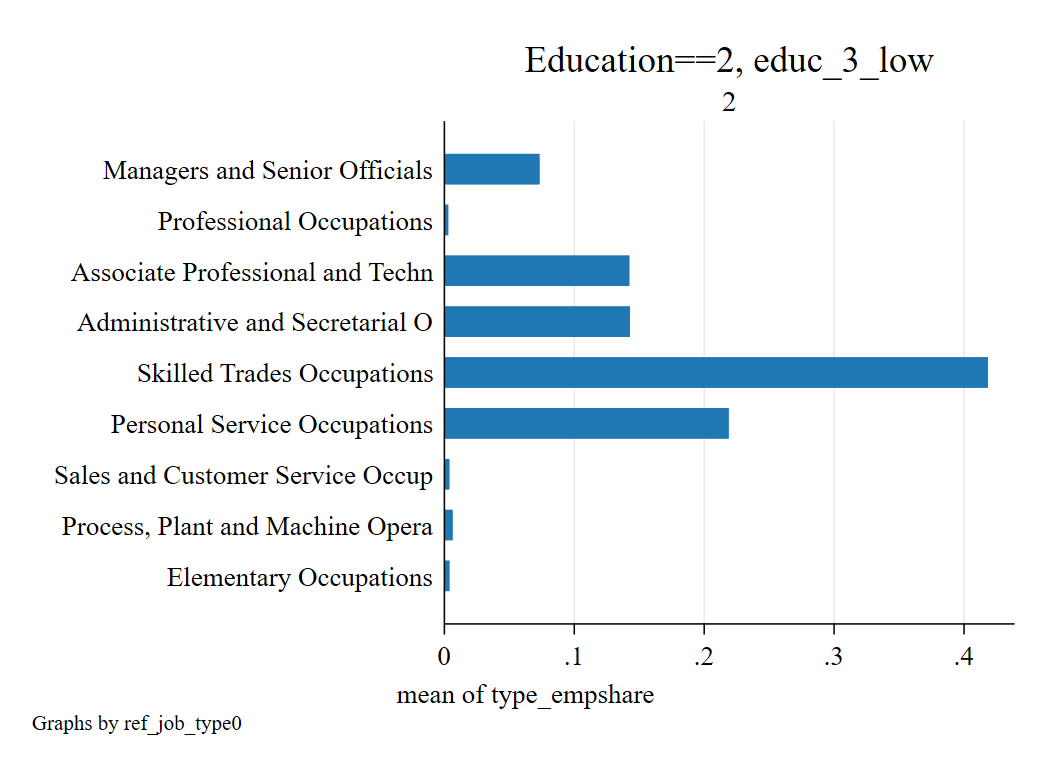 Education==2, educ_3_low
2
Managers and Senior Officials
Professional Occupations
Associate Professional and Techn
Administrative and Secretarial O
Skilled Trades Occupations
Personal Service Occupations
Sales and Customer Service Occup
Process, Plant and Machine Opera
Elementary Occupations
0 .1 .2 .3 .4
mean of type_empshare
Graphs by ref_job_type0